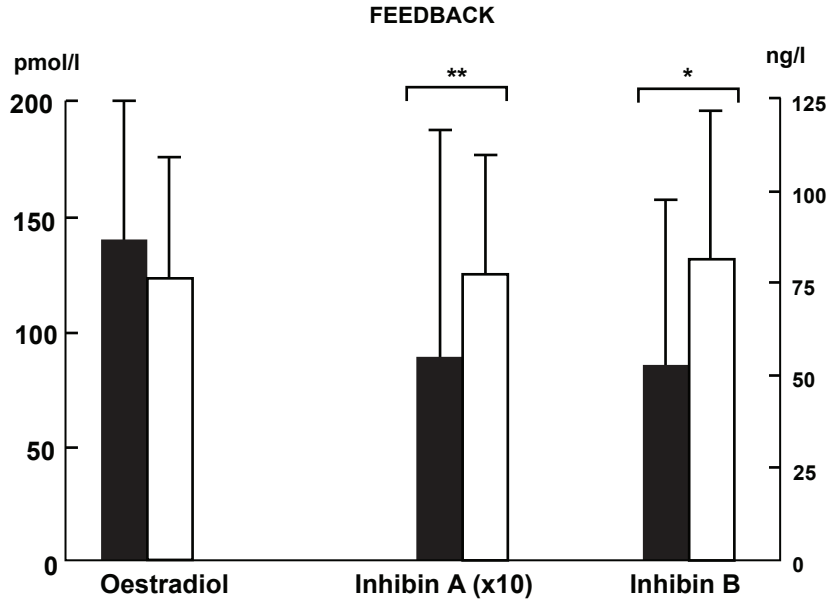 FEEDBACK
pmol/l
ng/l
**
*
200
150
100
50
0
125
100
75
50
25
0
Oestradiol
Inhibin A (x10)
Inhibin B